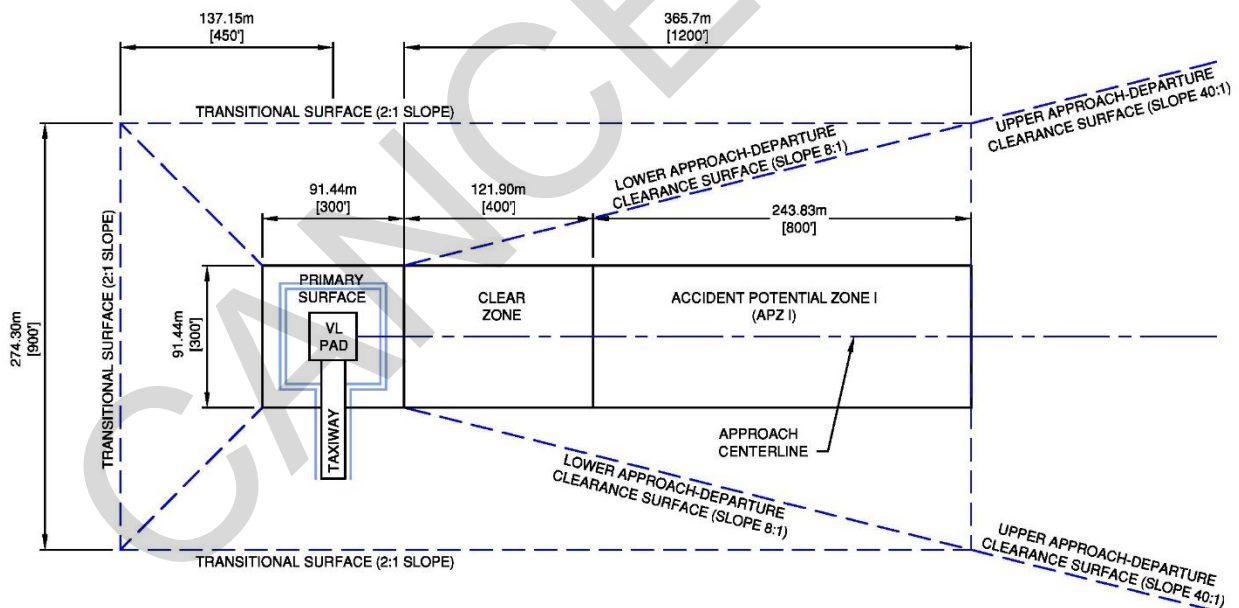 137.15m
[450']
365.7m
[1200']
TRANSITIONAL SURFACE (2:1 SLOPE)
UPPER APPROACH-DEPARTURE
CLEARANCE SURFACE (SLOPE 40:1)
LOWER APPROACH-DEPARTURE
CLEARANCE SURFACE (SLOPE 8:1)
91.44m
[300']
121.90m
[400']
243.83m
[800']
274.30m
[900']
TRANSITIONAL SURFACE (2:1 SLOPE)
91.44m
[300']
PRIMARY
SURFACE
VL
PAD
TAXIWAY
CLEAR
ZONE
ACCIDENT POTENTIAL ZONE I
(APZ I)
APPROACH
CENTERLINE
LOWER APPROACH-DEPARTURE
CLEARANCE SURFACE (SLOPE 8:1)
TRANSITIONAL SURFACE (2:1 SLOPE)
UPPER APPROACH-DEPARTURE
CLEARANCE SURFACE (SLOPE 40:1)
CANCE